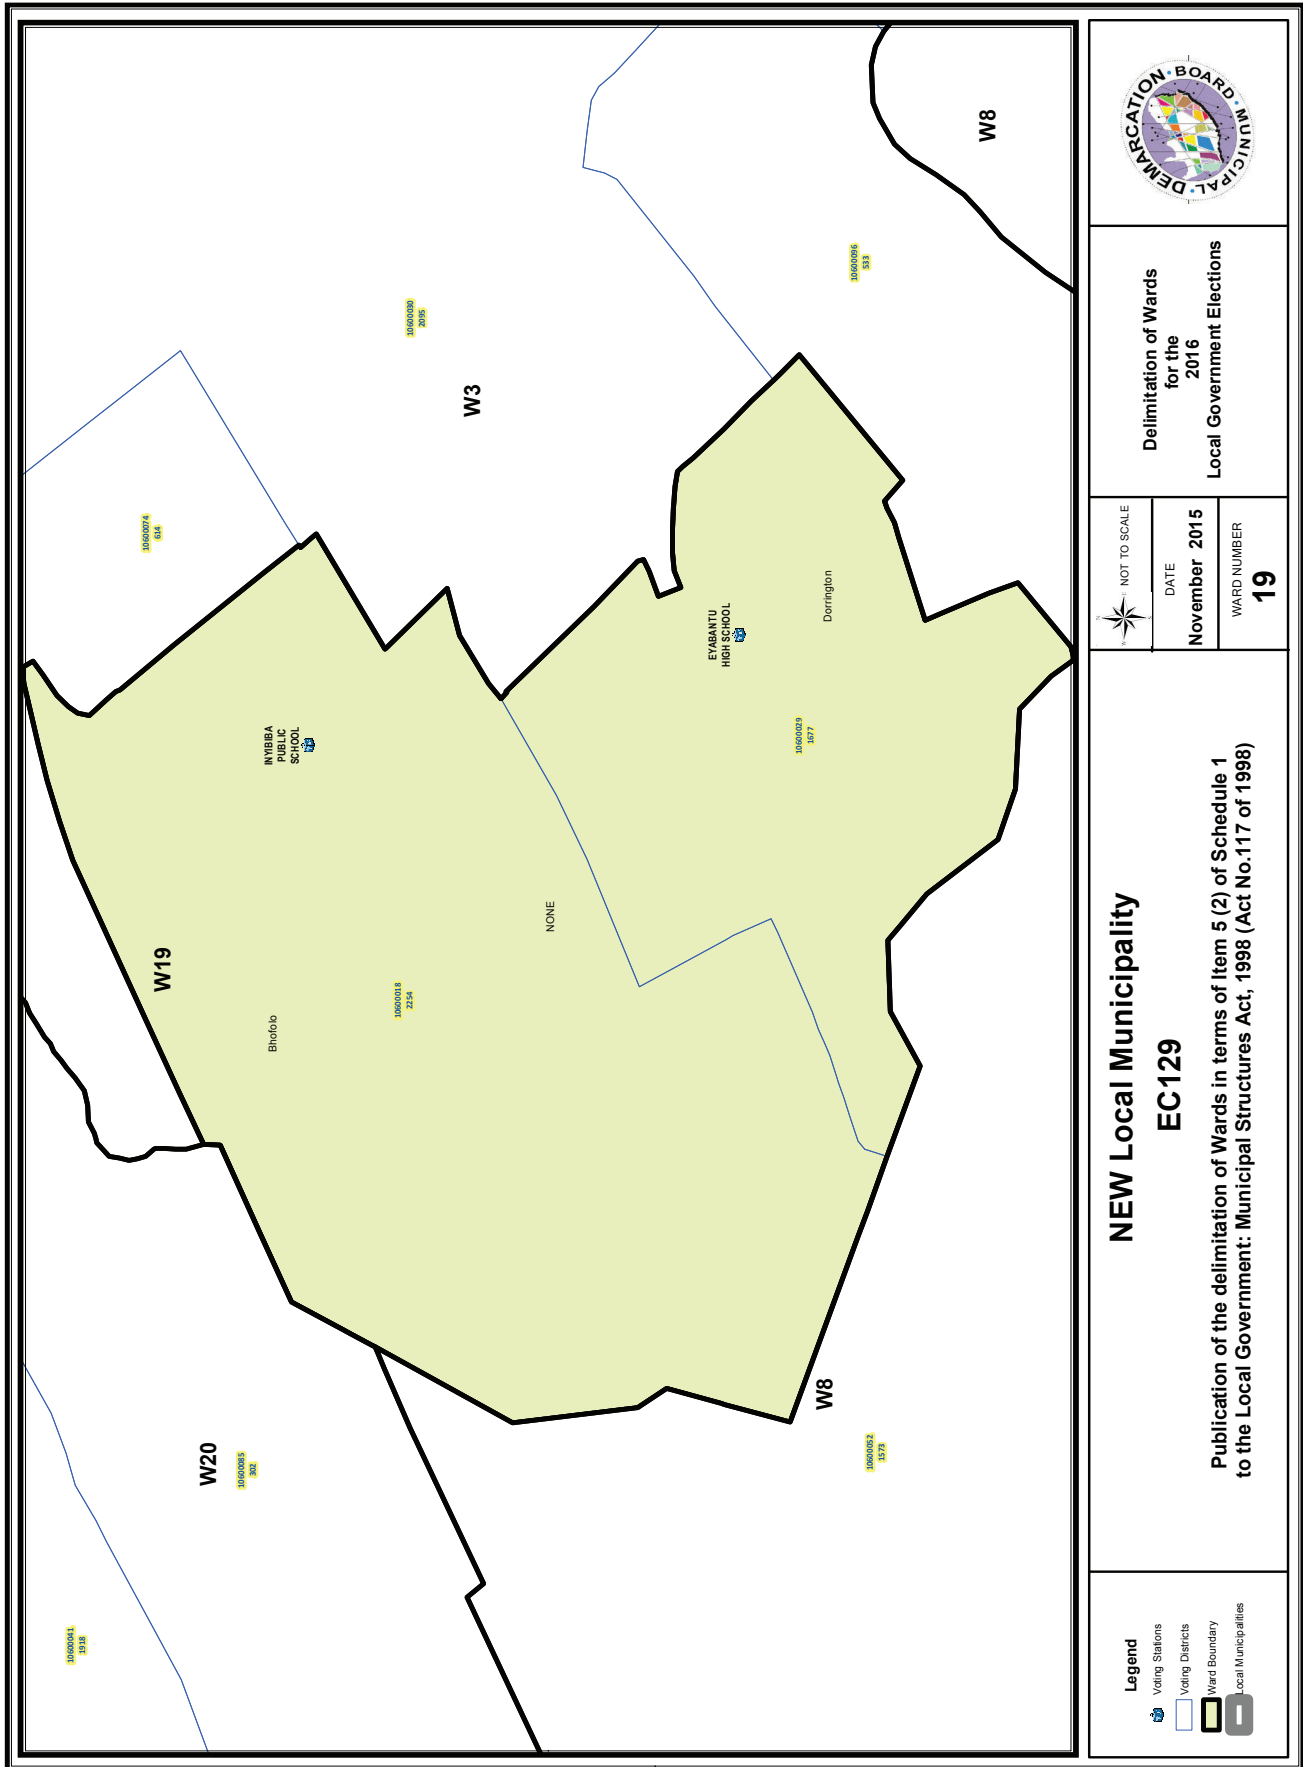 10600041
1918
W20
10600085
302
W19
Bhofolo
10600018
2254
NONE
INYIBIBA
PUBLIC
SCHOOL
10600074
614
10600030
2095
W3
EYABANTU
HIGH SCHOOL
Dorrington
10600029
1677
10600096
533
W8
W8
10600052
1573
Legend
Voting Stations
Voting Districts
Ward Boundary
Local Municipalities
NEW Local Municipality
EC129
Publication of the delimitation of Wards in terms of Item 5 (2) of Schedule 1
to the Local Government: Municipal Structures Act, 1998 (Act No.117 of 1998)
NOT TO SCALE
DATE
November 2015
WARD NUMBER
19
Delimitation of Wards
for the
2016
Local Government Elections
MUNICIPAL · DEMARCATION · BOARD ·